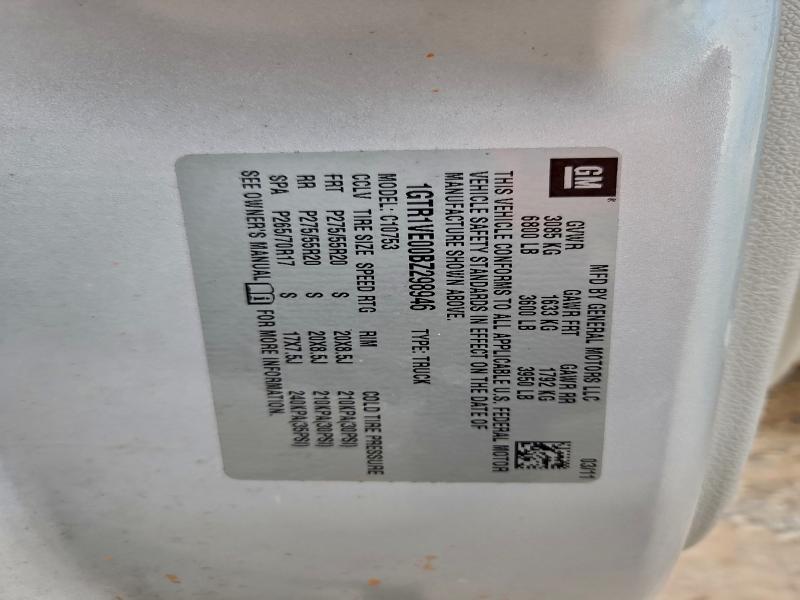 GM®
MFD BY GENERAL MOTORS LLC 03/11
GVWR GAWR FRT GAWR RR
3085 KG 1633 KG 1792 KG
6800 LB 3600 LB 3950 LB
THIS VEHICLE CONFORMS TO ALL APPLICABLE U.S. FEDERAL MOTOR
VEHICLE SAFETY STANDARDS IN EFFECT ON THE DATE OF
MANUFACTURE SHOWN ABOVE.
1GTR1VE00BZ298946 TYPE: TRUCK
MODEL: C10753
CCLV TIRE SIZE SPEED RTG RIM COLD TIRE PRESSURE
FRT P275/55R20 S 20X8.5J 210KPA(30PSI)
RR P275/55R20 S 20X8.5J 210KPA(30PSI)
SPA P265/70R17 S 17X7.5J 240KPA(35PSI)
SEE OWNER'S MANUAL FOR MORE INFORMATION.